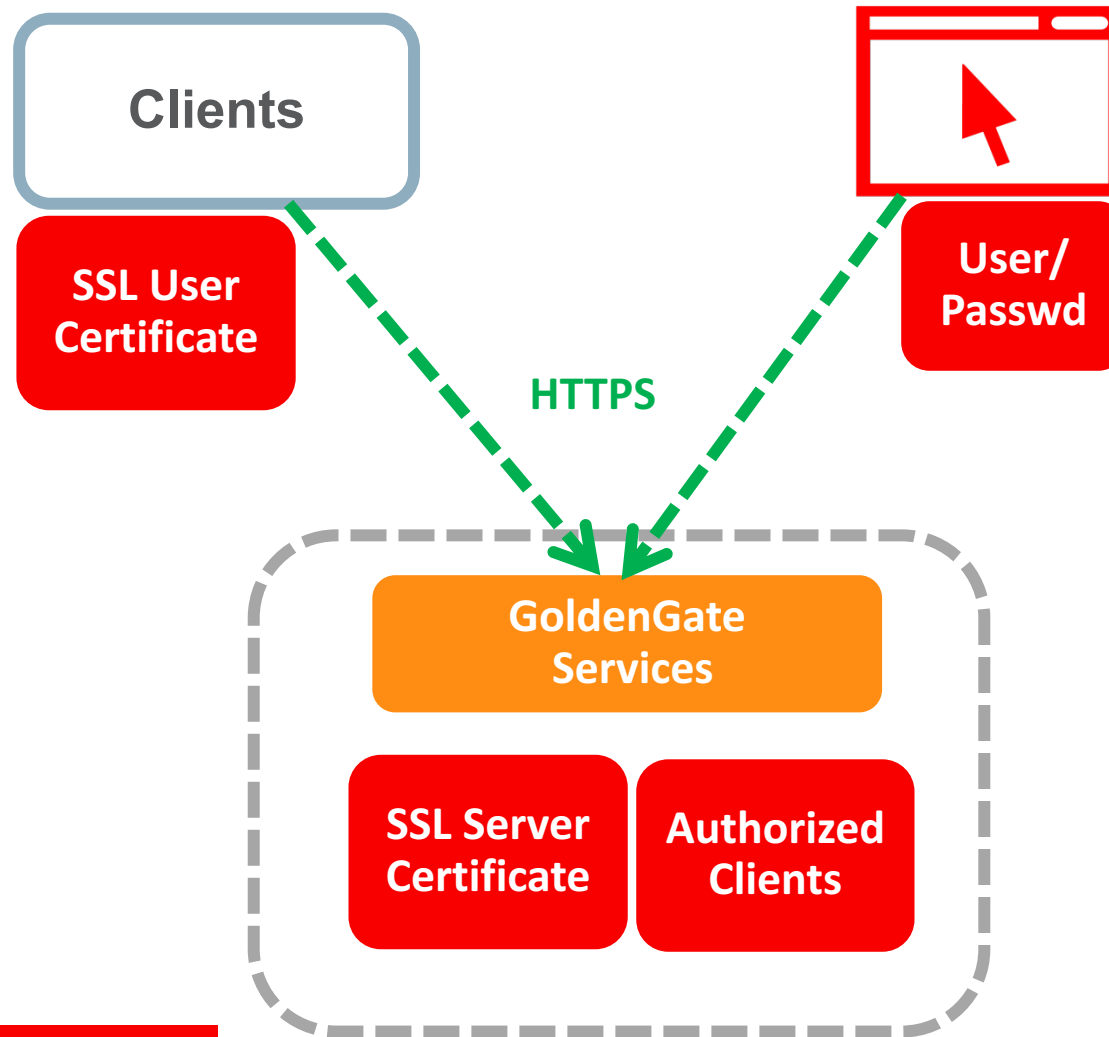 Clients
SSL User
Certificate
User/
Passwd
HTTPS
GoldenGate
Services
SSL Server
Certificate
Authorized
Clients